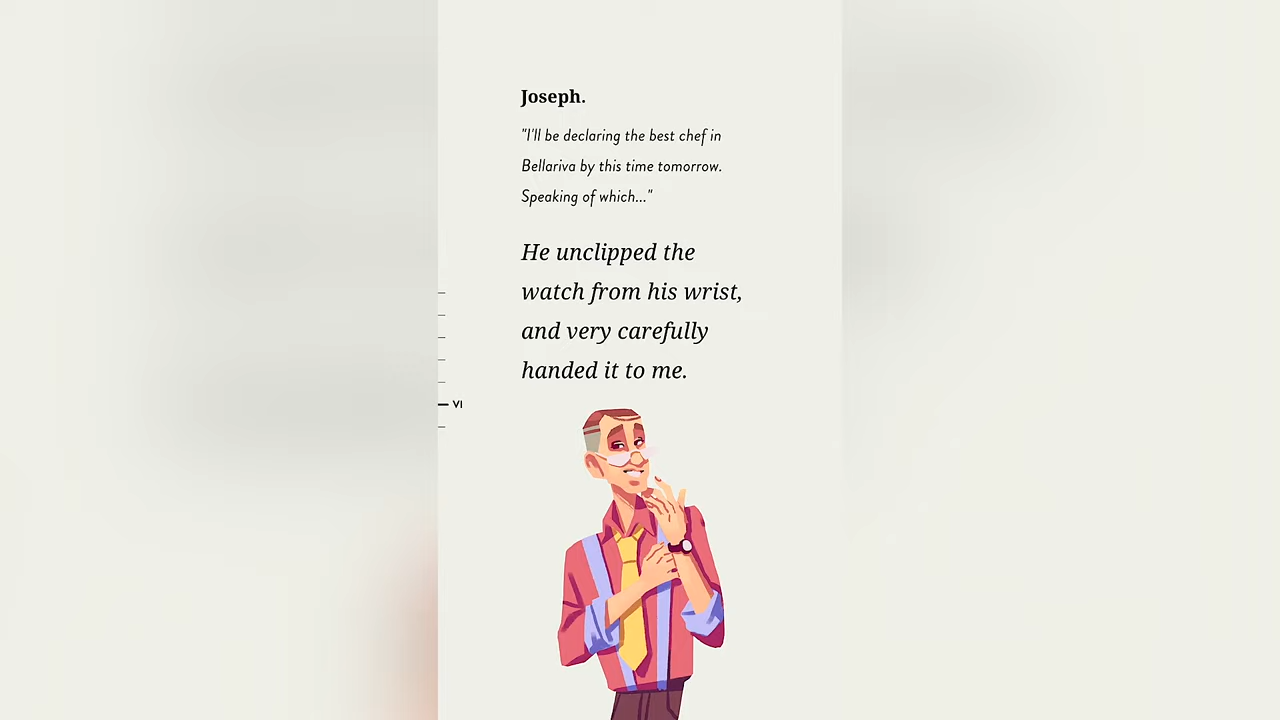 Joseph.
"I'll be declaring the best chef in
Bellariva by this time tomorrow.
Speaking of which..."
He unclipped the
watch from his wrist,
and very carefully
handed it to me.
VI